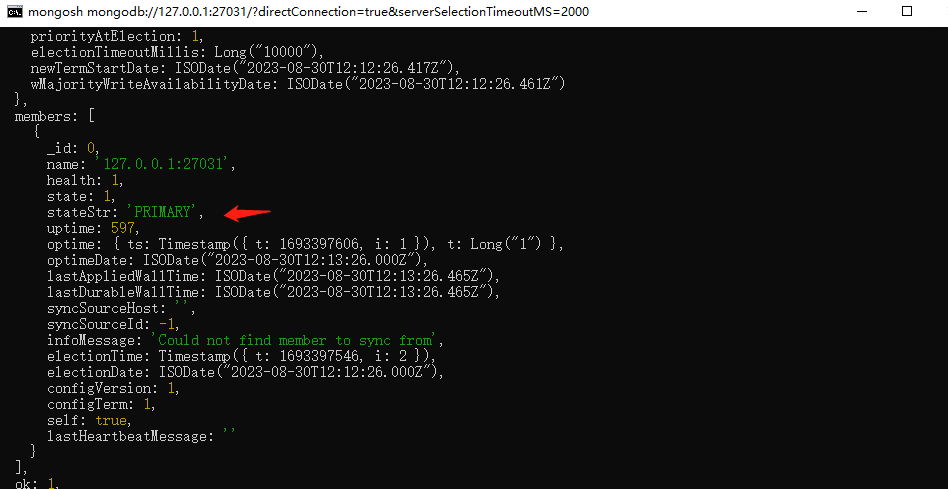 mongosh mongodb://127.0.0.1:27031/?directConnection=true&serverSelectionTimeoutMS=2000
priorityAtElection: 1,
electionTimeoutMillis: Long("10000"),
newTermStartDate: ISODate("2023-08-30T12:12:26.417Z"),
wMajorityWriteAvailabilityDate: ISODate("2023-08-30T12:12:26.461Z")
},
members: [
{
_id: 0,
name: '127.0.0.1:27031',
health: 1,
state: 1,
stateStr: 'PRIMARY',
uptime: 597,
optime: { ts: Timestamp({ t: 1693397606, i: 1 }), t: Long("1") },
optimeDate: ISODate("2023-08-30T12:13:26.000Z"),
lastAppliedWallTime: ISODate("2023-08-30T12:13:26.465Z"),
lastDurableWallTime: ISODate("2023-08-30T12:13:26.465Z"),
syncSourceHost: '',
syncSourceId: -1,
infoMessage: 'Could not find member to sync from',
electionTime: Timestamp({ t: 1693397546, i: 2 }),
electionDate: ISODate("2023-08-30T12:12:26.000Z"),
configVersion: 1,
configTerm: 1,
self: true,
lastHeartbeatMessage: ''
}
],
ok: 1,